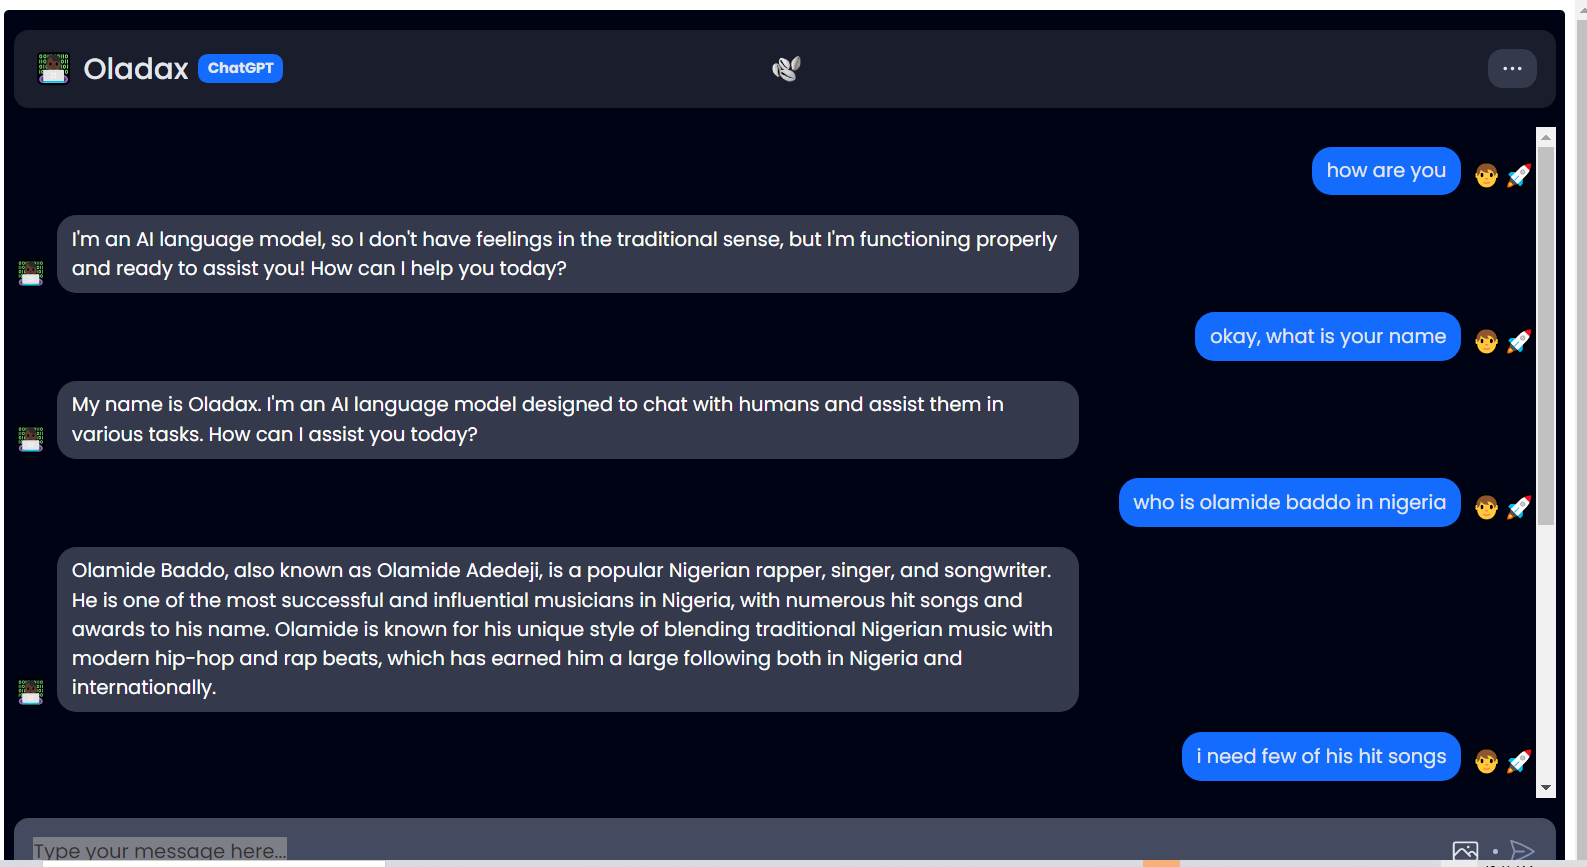 Oladax ChatGPT
how are you
I'm an AI language model, so I don't have feelings in the traditional sense, but I'm functioning properly
and ready to assist you! How can I help you today?
okay, what is your name
My name is Oladax. I'm an AI language model designed to chat with humans and assist them in
various tasks. How can I assist you today?
who is olamide baddo in nigeria
Olamide Baddo, also known as Olamide Adedeji, is a popular Nigerian rapper, singer, and songwriter.
He is one of the most successful and influential musicians in Nigeria, with numerous hit songs and
awards to his name. Olamide is known for his unique style of blending traditional Nigerian music with
modern hip-hop and rap beats, which has earned him a large following both in Nigeria and
internationally.
i need few of his hit songs
Type your message here...